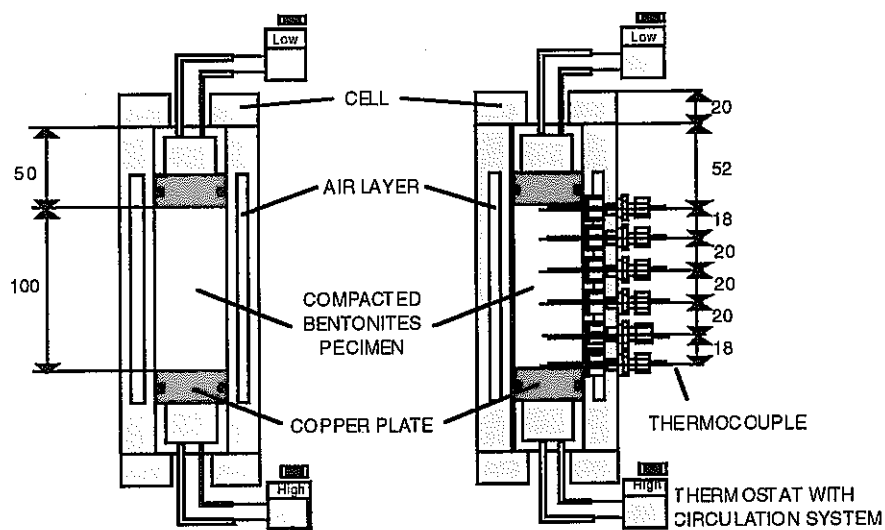 Low
Low
CELL
20
50
52
AIR LAYER
18
20
100
20
COMPACTED
BENTONITES
PECIMEN
20
18
COPPER PLATE
THERMOCUPLE
High
High
THERMOSTAT WITH
CIRCULATION SYSTEM